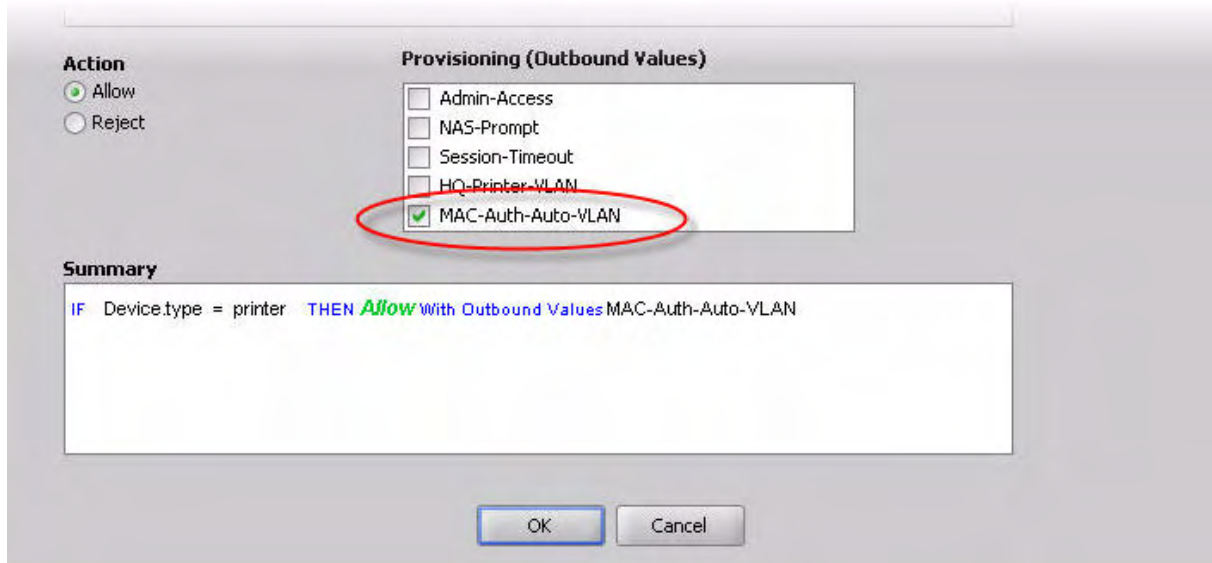 Action
Allow
Reject
Provisioning (Outbound Values)
Admin-Access
NAS-Prompt
Session-Timeout
HQ-Printer-VLAN
MAC-Auth-Auto-VLAN
Summary
IF Device.type = printer THEN Allow With Outbound Values MAC-Auth-Auto-VLAN
OK Cancel